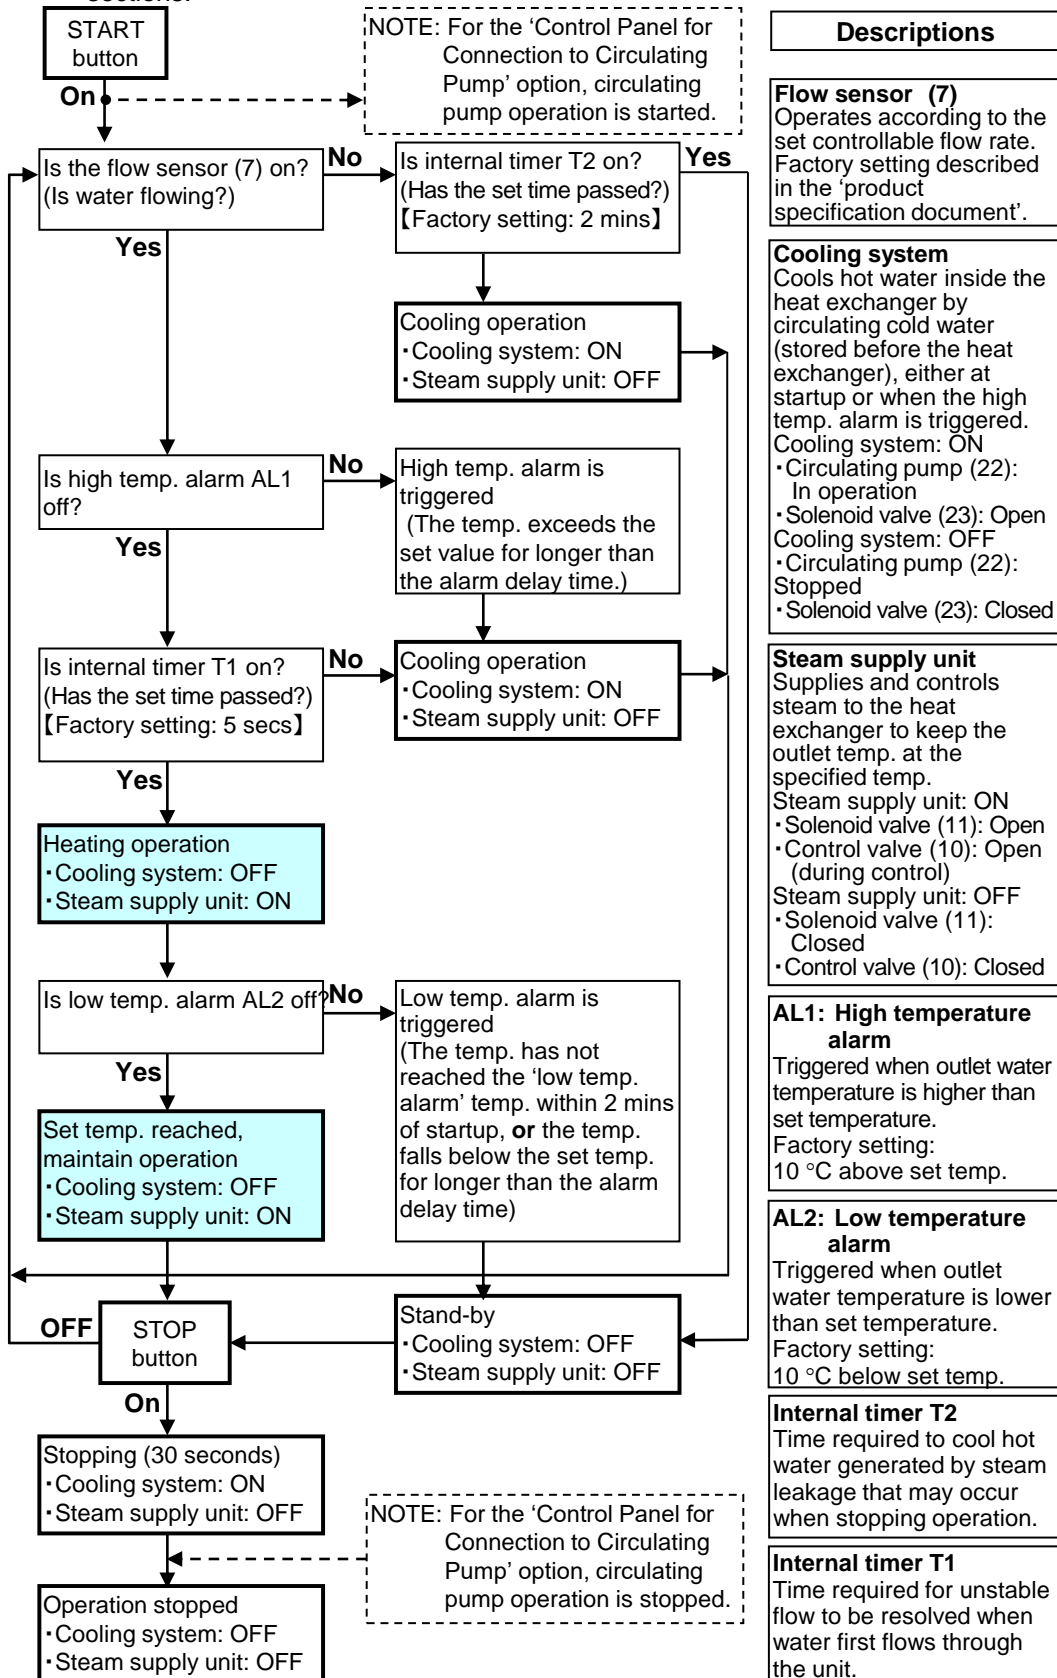 sections.
START
button
On
NOTE: For the ‘Control Panel for
Connection to Circulating
Pump’ option, circulating
pump operation is started.
Is the flow sensor (7) on?
(Is water flowing?)
No
Is internal timer T2 on?
(Has the set time passed?)
【Factory setting: 2 mins】
Yes
Yes
Cooling operation
・Cooling system: ON
・Steam supply unit: OFF
Is high temp. alarm AL1
off?
No
High temp. alarm is
triggered
(The temp. exceeds the
set value for longer than
the alarm delay time.)
Yes
Is internal timer T1 on?
(Has the set time passed?)
【Factory setting: 5 secs】
No
Cooling operation
・Cooling system: ON
・Steam supply unit: OFF
Yes
Heating operation
・Cooling system: OFF
・Steam supply unit: ON
Is low temp. alarm AL2 off?
No
Low temp. alarm is
triggered
(The temp. has not
reached the ‘low temp.
alarm’ temp. within 2 mins
of startup, or the temp.
falls below the set temp.
for longer than the alarm
delay time)
Yes
Set temp. reached,
maintain operation
・Cooling system: OFF
・Steam supply unit: ON
OFF
STOP
button
Stand-by
・Cooling system: OFF
・Steam supply unit: OFF
On
Stopping (30 seconds)
・Cooling system: ON
・Steam supply unit: OFF
NOTE: For the ‘Control Panel for
Connection to Circulating
Pump’ option, circulating
pump operation is stopped.
Operation stopped
・Cooling system: OFF
・Steam supply unit: OFF
Descriptions
Flow sensor (7)
Operates according to the
set controllable flow rate.
Factory setting described
in the ‘product
specification document’.
Cooling system
Cools hot water inside the
heat exchanger by
circulating cold water
(stored before the heat
exchanger), either at
startup or when the high
temp. alarm is triggered.
Cooling system: ON
・Circulating pump (22):
In operation
・Solenoid valve (23): Open
Cooling system: OFF
・Circulating pump (22):
Stopped
・Solenoid valve (23): Closed
Steam supply unit
Supplies and controls
steam to the heat
exchanger to keep the
outlet temp. at the
specified temp.
Steam supply unit: ON
・Solenoid valve (11): Open
・Control valve (10): Open
(during control)
Steam supply unit: OFF
・Solenoid valve (11):
Closed
・Control valve (10): Closed
AL1: High temperature
alarm
Triggered when outlet water
temperature is higher than
set temperature.
Factory setting:
10 °C above set temp.
AL2: Low temperature
alarm
Triggered when outlet
water temperature is lower
than set temperature.
Factory setting:
10 °C below set temp.
Internal timer T2
Time required to cool hot
water generated by steam
leakage that may occur
when stopping operation.
Internal timer T1
Time required for unstable
flow to be resolved when
water first flows through
the unit.